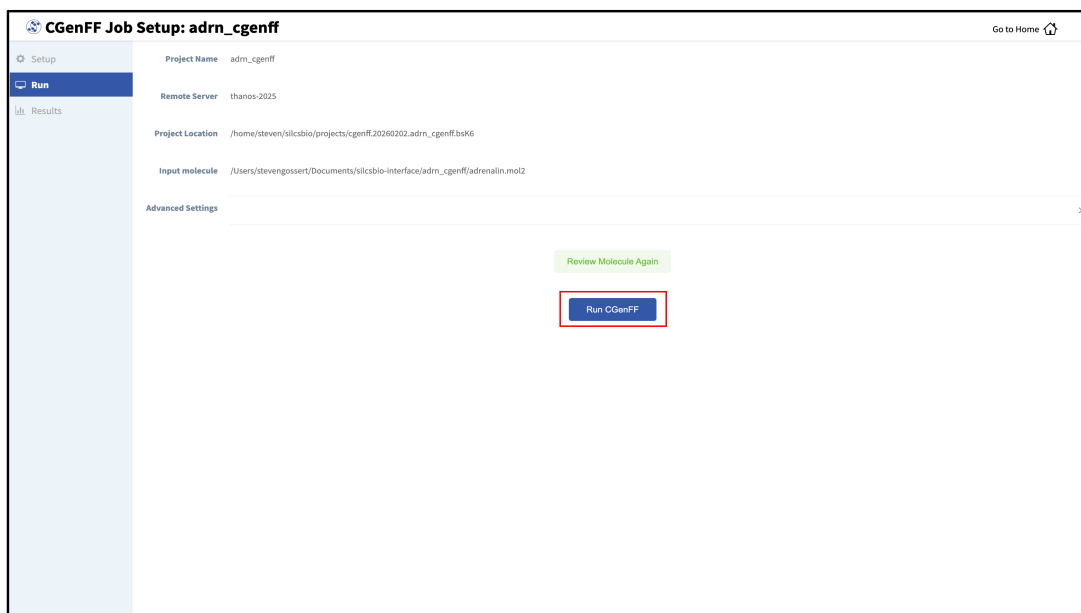 CGenFF Job Setup: adrn_cgenff
Go to Home
Setup
Run
Results
Project Name adrn_cgenff
Remote Server thanos-2025
Project Location /home/steven/silcsbio/projects/cgenff.20260202.adrn_cgenff.bsK6
Input molecule /Users/stevengossert/Documents/silcsbio-interface/adrn_cgenff/adrenalin.mol2
Advanced Settings
Review Molecule Again
Run CGenFF